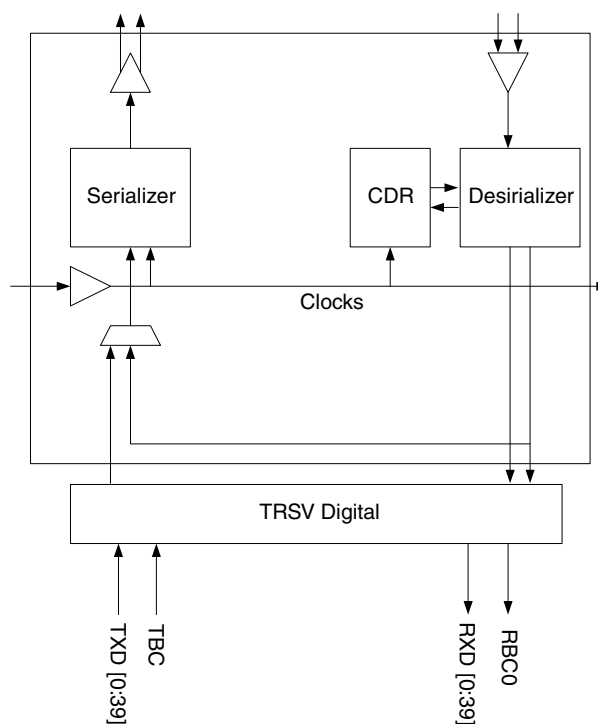 Serializer
CDR
Desirializer
Clocks
TRSV Digital
TXD [0:39]
TBC
RXD [0:39]
RBC0